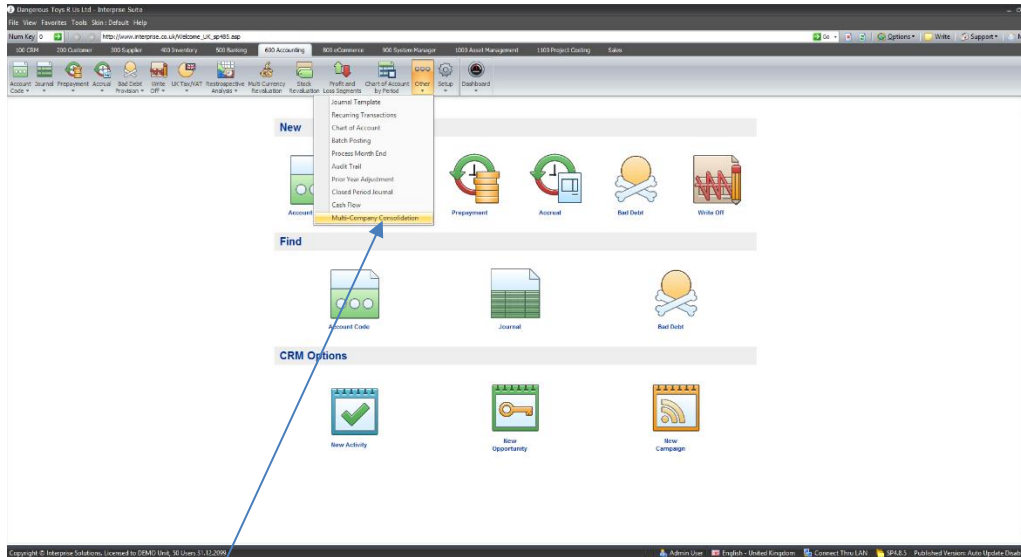 Dangerous Toys R Us Ltd - Interprise Suite
File View Favorites Tools Skin : Default Help
Num Key 0 http://www.interprise.co.uk/Welcome_UK_sp485.asp Go Options Write Support
100 CRM 200 Customer 300 Supplier 400 Inventory 500 Banking 600 Accounting 800 eCommerce 900 System Manager 1000 Asset Management 1100 Project Costing Sales
Account Journal Prepayment Accrual Bad Debt Write UK Tax/VAT Restrospective Multi Currency Stock Profit and Chart of Account Other Setup Dashboard
Code Provision Off Analysis Revaluation Revaluation Loss Segments by Period
Journal Template
Recurring Transactions
Chart of Account
Batch Posting
Process Month End
Audit Trail
Prior Year Adjustment
Closed Period Journal
Cash Flow
Multi-Company Consolidation
New
Account Prepayment Accrual Bad Debt Write Off
Find
Account Code Journal Bad Debt
CRM Options
New Activity New Opportunity New Campaign
Copyright © Interprise Solutions. Licensed to DEMO Unit, 50 Users 31.12.2099 Admin User English - United Kingdom Connect Thru LAN SP4.8.5 Published Version: Auto Update Disab